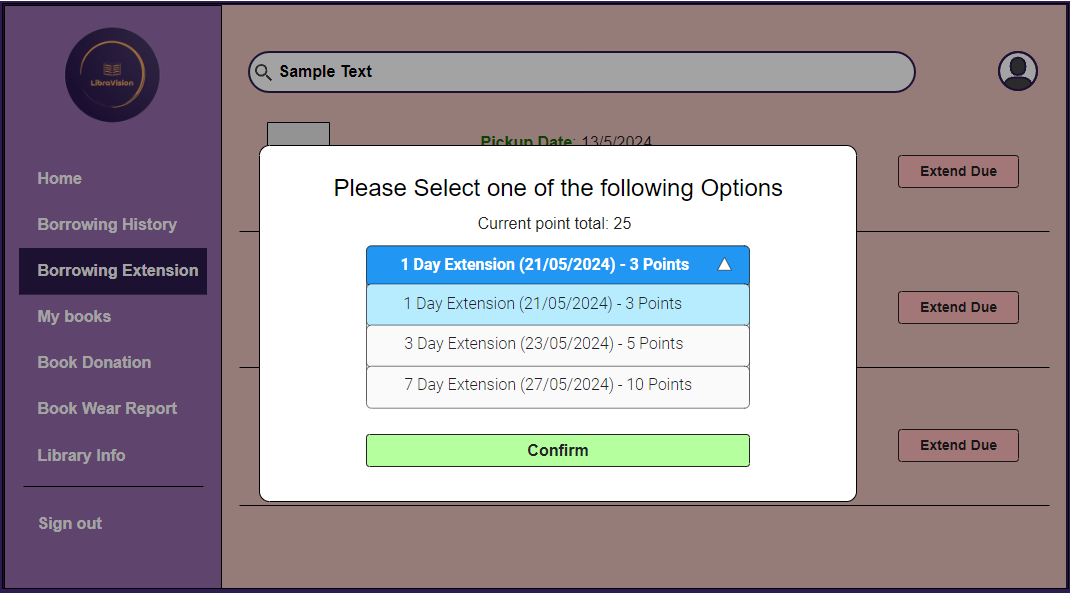 LibroVision
Sample Text
Home
Borrowing History
Borrowing Extension
My books
Book Donation
Book Wear Report
Library Info
Sign out
Pickup Date: 13/5/2024
Extend Due
Please Select one of the following Options
Current point total: 25
1 Day Extension (21/05/2024) - 3 Points
1 Day Extension (21/05/2024) - 3 Points
3 Day Extension (23/05/2024) - 5 Points
7 Day Extension (27/05/2024) - 10 Points
Confirm
Extend Due
Extend Due